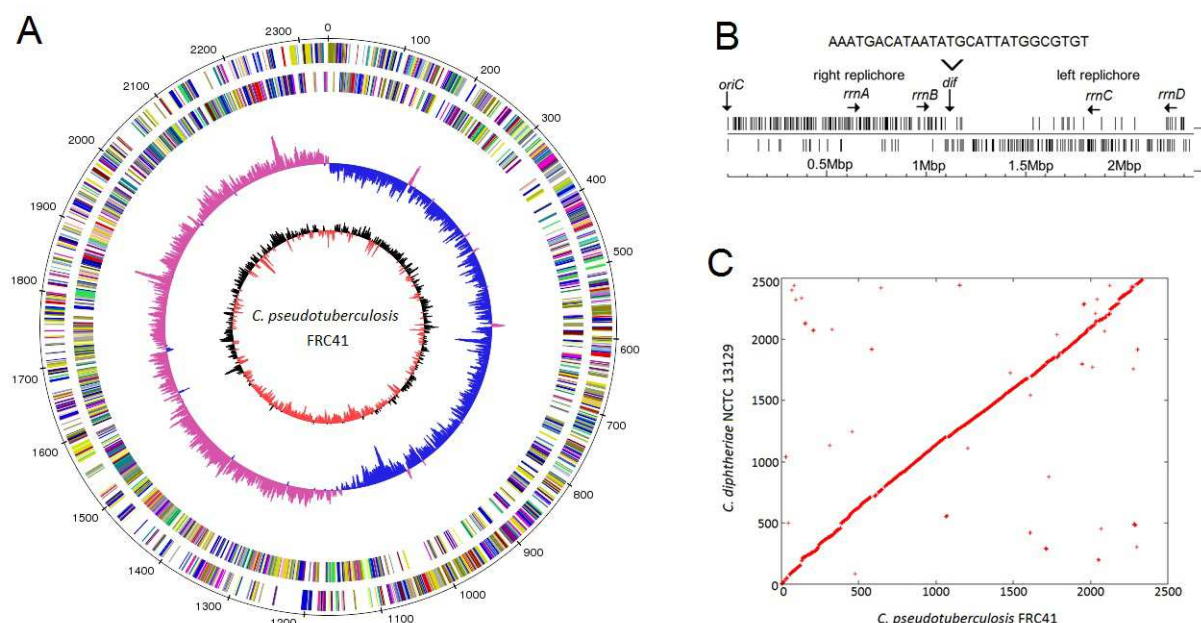 A
0
100
200
300
400
500
600
700
800
900
1000
1100
1200
1300
1400
1500
1600
1700
1800
1900
2000
2100
2200
2300
C. pseudotuberculosis
FRC41
B
AAATGACATAATATGCATTATGGCGTGT
right replichore left replichore
oriC rrnA rrnB dif rrnC rrnD
0.5Mbp 1Mbp 1.5Mbp 2Mbp
C
C. diphtheriae NCTC 13129
2500
2000
1500
1000
500
0
0 500 1000 1500 2000 2500
C. pseudotuberculosis FRC41